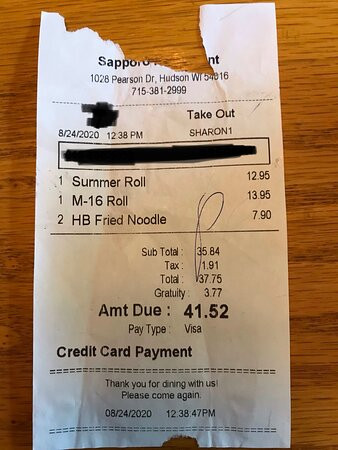 Sapporo
1028 Pearson Dr, Hudson WI 54016
715-381-2999
Take Out
8/24/2020 12:38 PM SHARON1
1 Summer Roll 12.95
1 M-16 Roll 13.95
2 HB Fried Noodle 7.90
Sub Total : 35.84
Tax : 1.91
Total : 37.75
Gratuity : 3.77
Amt Due : 41.52
Pay Type : Visa
Credit Card Payment
Thank you for dining with us!
Please come again.
08/24/2020 12:38:47PM